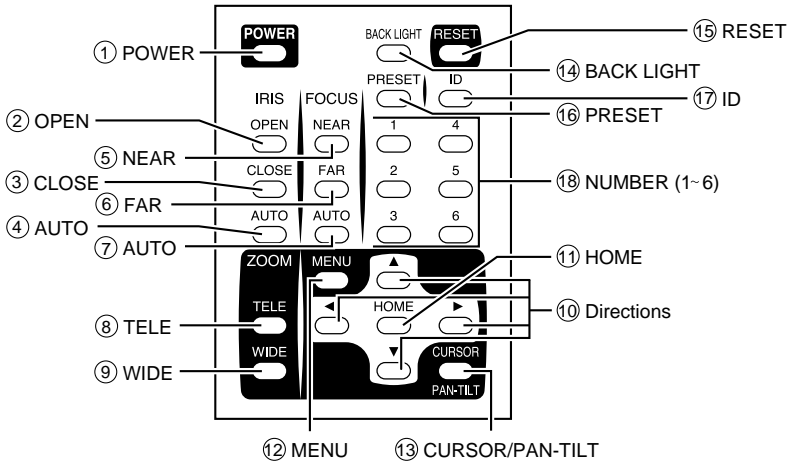 POWER
BACK LIGHT
RESET
⑮ RESET
① POWER
⑭ BACK LIGHT
PRESET
ID
⑰ ID
IRIS
FOCUS
⑯ PRESET
② OPEN
OPEN
NEAR
1
4
⑤ NEAR
③ CLOSE
CLOSE
FAR
2
5
⑱ NUMBER (1~6)
⑥ FAR
④ AUTO
AUTO
AUTO
3
6
⑦ AUTO
⑪ HOME
ZOOM
MENU
▲
⑧ TELE
TELE
◄
HOME
►
⑩ Directions
⑨ WIDE
WIDE
▼
CURSOR
PAN-TILT
⑫ MENU
⑬ CURSOR/PAN-TILT